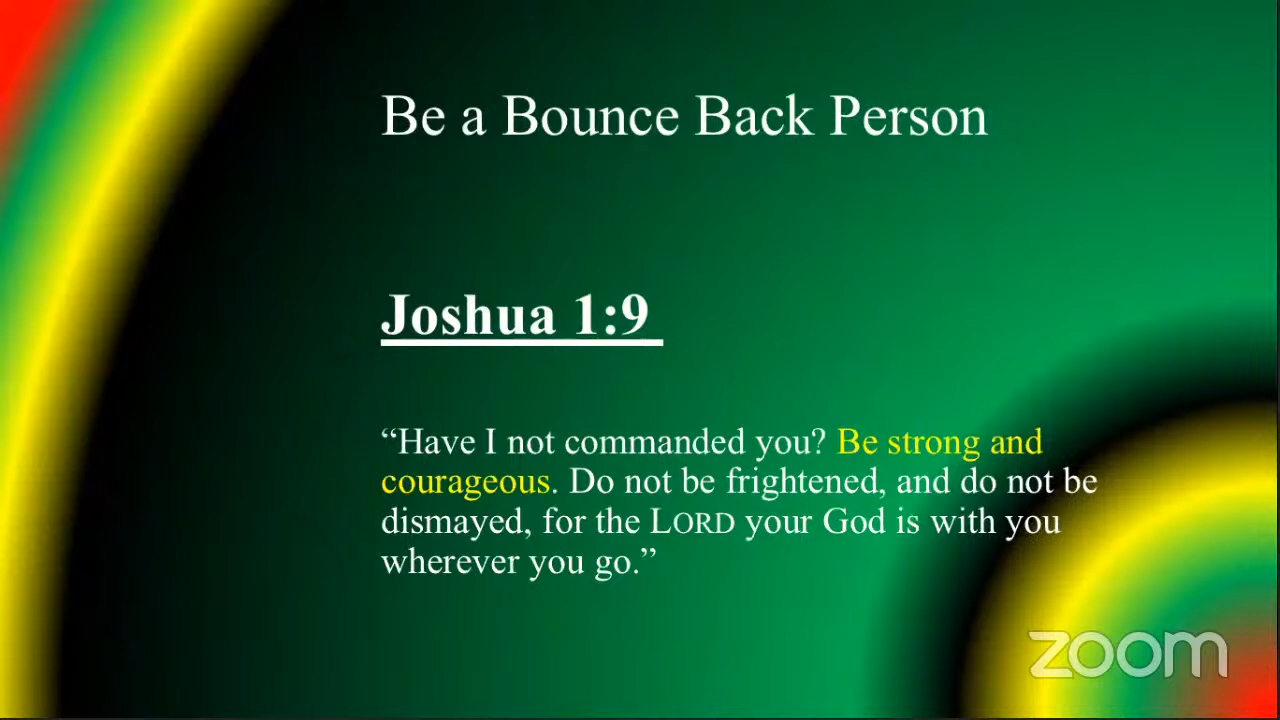 Be a Bounce Back Person
Joshua 1:9
“Have I not commanded you? Be strong and
courageous. Do not be frightened, and do not be
dismayed, for the LORD your God is with you
wherever you go.”
zoom